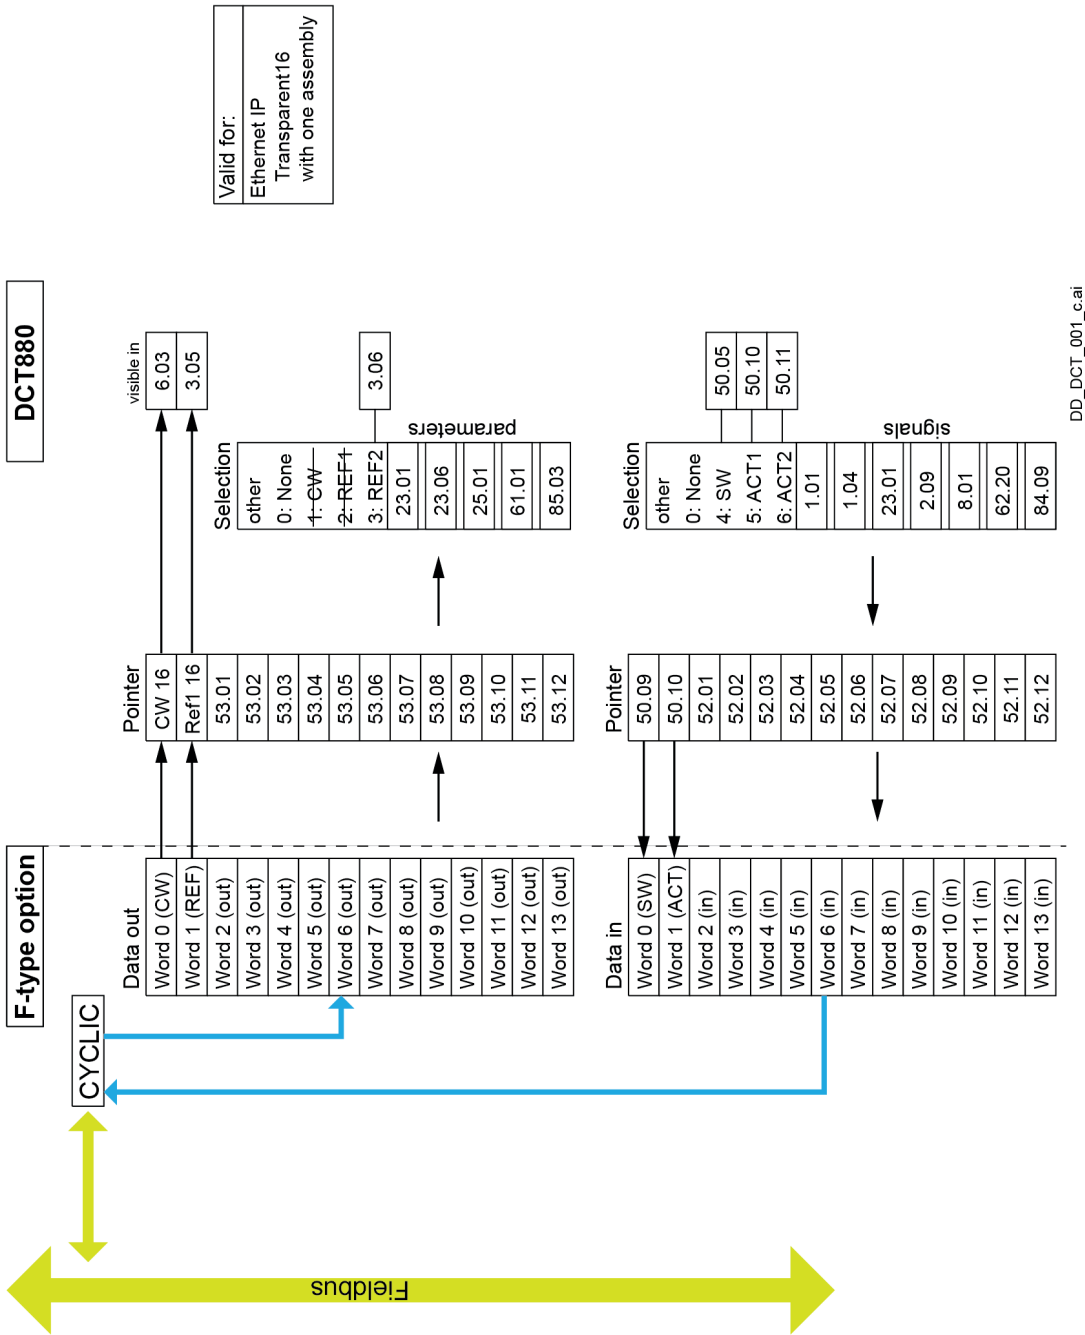 F-type option
DCT880
Valid for:
Ethernet IP
Transparent16
with one assembly
CYCLIC
Fieldbus
Data out
Word 0 (CW)
Word 1 (REF)
Word 2 (out)
Word 3 (out)
Word 4 (out)
Word 5 (out)
Word 6 (out)
Word 7 (out)
Word 8 (out)
Word 9 (out)
Word 10 (out)
Word 11 (out)
Word 12 (out)
Word 13 (out)
Pointer
CW 16
Ref1 16
53.01
53.02
53.03
53.04
53.05
53.06
53.07
53.08
53.09
53.10
53.11
53.12
visible in
6.03
3.05
Selection
other
0: None
1: CW
2: REF1
3: REF2
3.06
23.01
23.06
25.01
61.01
85.03
parameters
Data in
Word 0 (SW)
Word 1 (ACT)
Word 2 (in)
Word 3 (in)
Word 4 (in)
Word 5 (in)
Word 6 (in)
Word 7 (in)
Word 8 (in)
Word 9 (in)
Word 10 (in)
Word 11 (in)
Word 12 (in)
Word 13 (in)
Pointer
50.09
50.10
52.01
52.02
52.03
52.04
52.05
52.06
52.07
52.08
52.09
52.10
52.11
52.12
Selection
other
0: None
4: SW
5: ACT1
6: ACT2
50.05
50.10
50.11
1.01
1.04
23.01
2.09
8.01
62.20
84.09
signals
DD_DCT_001_c.ai